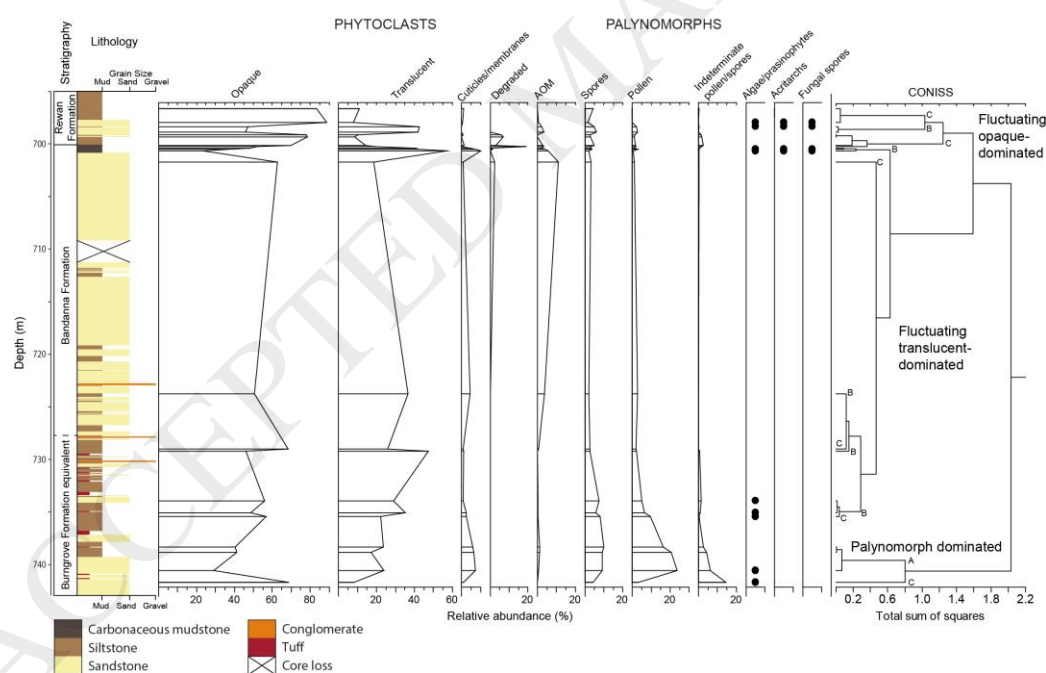 PHYTOCLASTS
PALYNOMORPHS
Stratigraphy
Lithology
Grain Size
Mud Sand Gravel
Opaque
Translucent
Cuticles/membranes
Degraded
AOM
Spores
Pollen
Indeterminate
pollen/spores
Algae/prasinophytes
Acritarchs
Fungal spores
CONISS
Rewan
Formation
Bandanna Formation
Burngrove Formation equivalent
Depth (m)
700
710
720
730
740
C
B
C
B
C
B
C
B
C
B
A
C
Fluctuating
opaque-
dominated
Fluctuating
translucent-
dominated
Palynomorph dominated
Mud Sand Gravel
20 40 60 80
20 40 60
20
20
20
20
20
0.2 0.6 1.0 1.4 1.8 2.2
Relative abundance (%)
Total sum of squares
Carbonaceous mudstone
Siltstone
Sandstone
Conglomerate
Tuff
Core loss
ACCEPTED MA